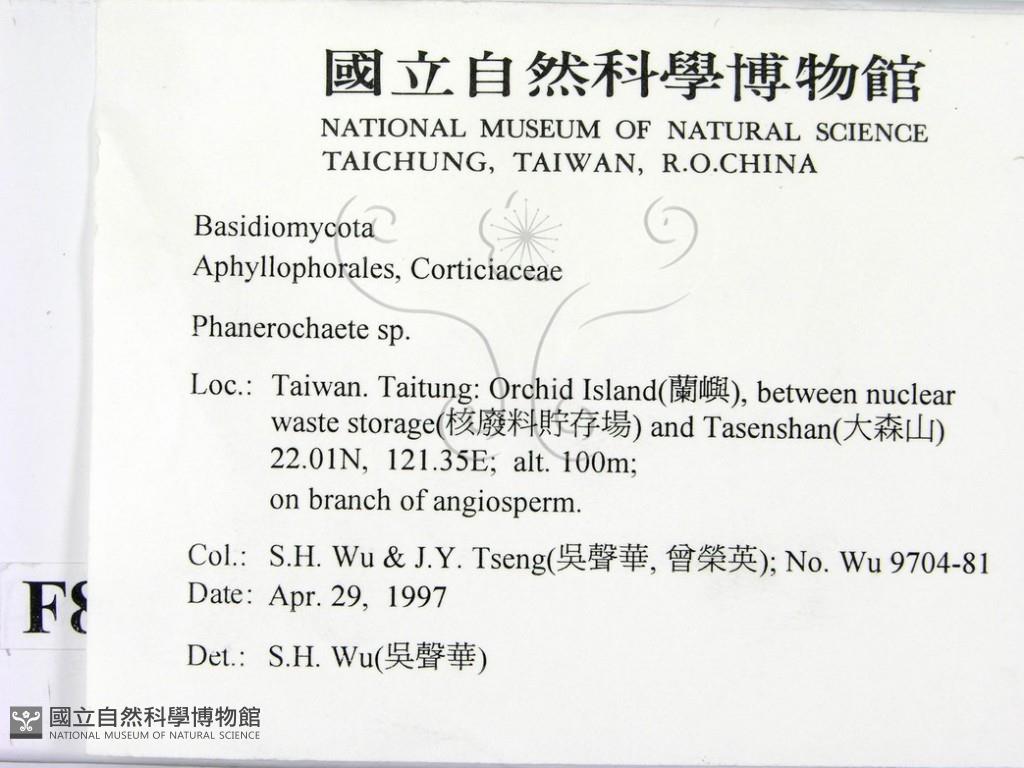 國立自然科學博物館
NATIONAL MUSEUM OF NATURAL SCIENCE
TAICHUNG, TAIWAN, R.O.CHINA
Basidiomycota
Aphyllophorales, Corticiaceae
Phanerochaete sp.
Loc.: Taiwan. Taitung: Orchid Island(蘭嶼), between nuclear
waste storage(核廢料貯存場) and Tasenshan(大森山)
22.01N, 121.35E; alt. 100m;
on branch of angiosperm.
Col.: S.H. Wu & J.Y. Tseng(吳聲華, 曾榮英); No. Wu 9704-81
Date: Apr. 29, 1997
Det.: S.H. Wu(吳聲華)
F8
國立自然科學博物館
NATIONAL MUSEUM OF NATURAL SCIENCE